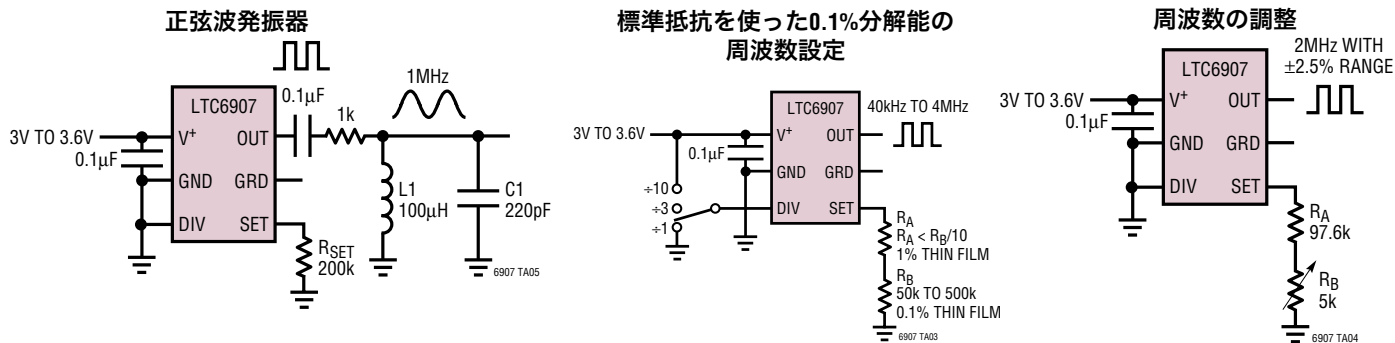 正弦波発振器
LTC6907
3V TO 3.6V
V+
OUT
0.1μF
GND
GRD
DIV
SET
0.1μF
1k
1MHz
L1
100μH
C1
220pF
RSET
200k
6907 TA05
標準抵抗を使った0.1%分解能の
周波数設定
LTC6907
40kHz TO 4MHz
3V TO 3.6V
V+
OUT
0.1μF
GND
GRD
÷10
÷3
÷1
DIV
SET
RA
RA < RB/10
1% THIN FILM
RB
50k TO 500k
0.1% THIN FILM
6907 TA03
周波数の調整
2MHz WITH
±2.5% RANGE
LTC6907
3V TO 3.6V
V+
OUT
0.1μF
GND
GRD
DIV
SET
RA
97.6k
RB
5k
6907 TA04